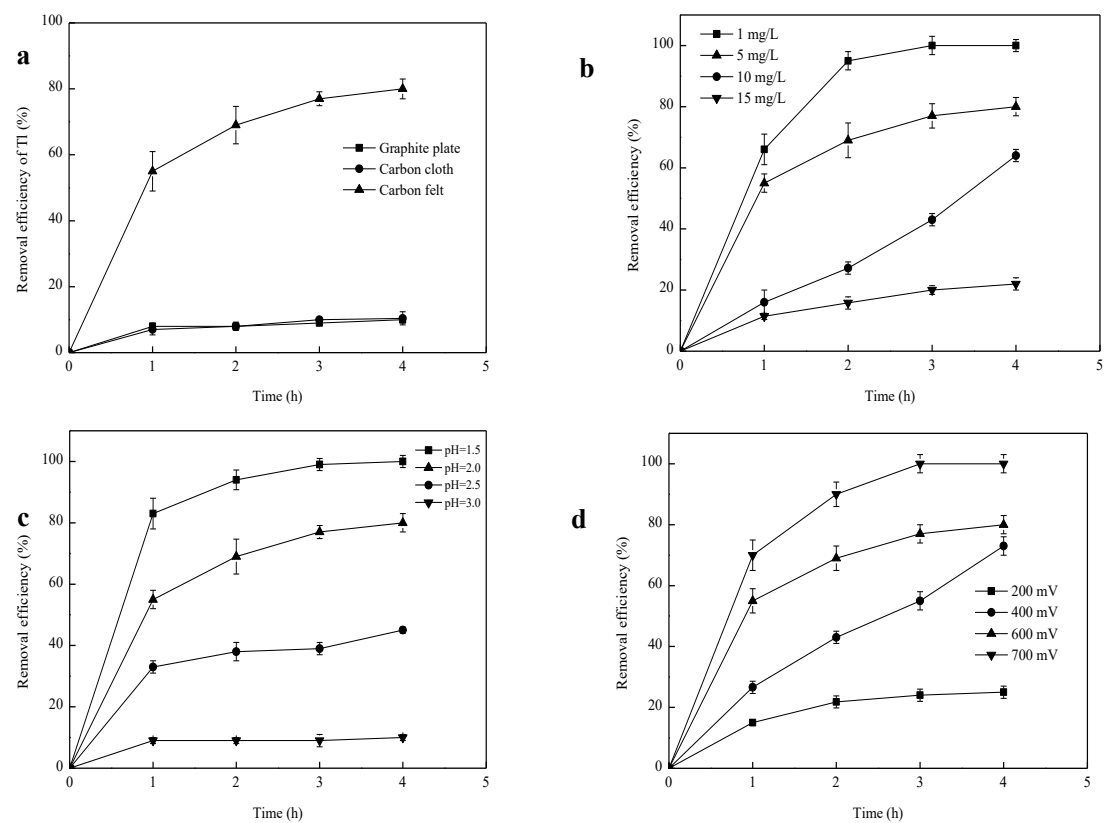 a
Removal efficiency of Tl (%)
100
80
60
40
20
0
0 1 2 3 4 5
Time (h)
Graphite plate
Carbon cloth
Carbon felt
b
Removal efficiency (%)
100
80
60
40
20
0
0 1 2 3 4 5
Time (h)
1 mg/L
5 mg/L
10 mg/L
15 mg/L
c
Removal efficiency (%)
100
80
60
40
20
0
0 1 2 3 4 5
Time (h)
pH=1.5
pH=2.0
pH=2.5
pH=3.0
d
Removal efficiency (%)
100
80
60
40
20
0
0 1 2 3 4 5
Time (h)
200 mV
400 mV
600 mV
700 mV